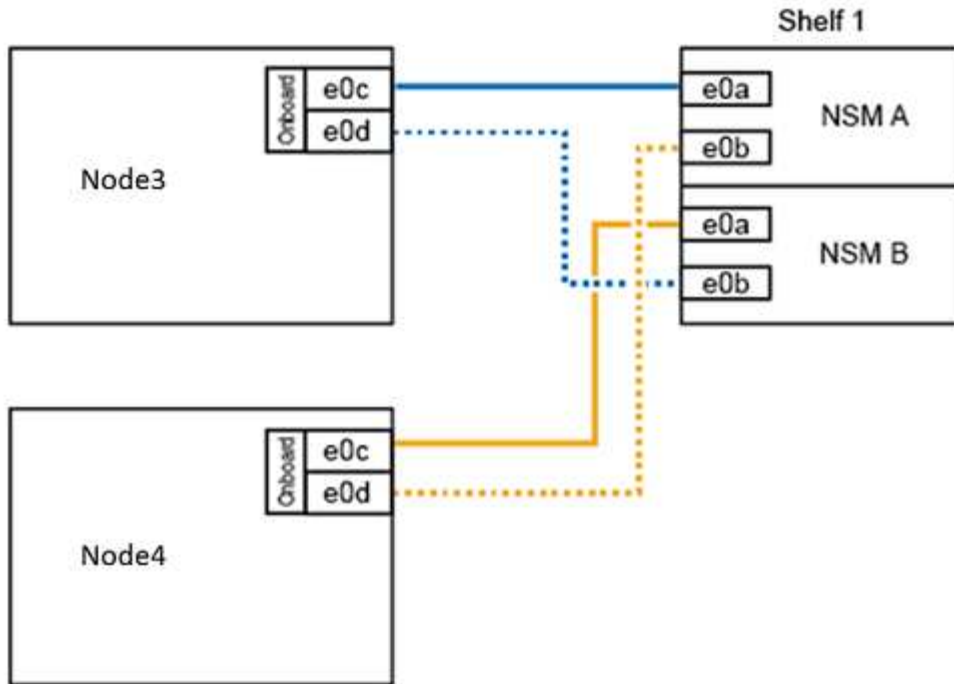 Shelf 1
Onboard
e0c
e0d
Node3
e0a
e0b
NSM A
e0a
e0b
NSM B
Onboard
e0c
e0d
Node4